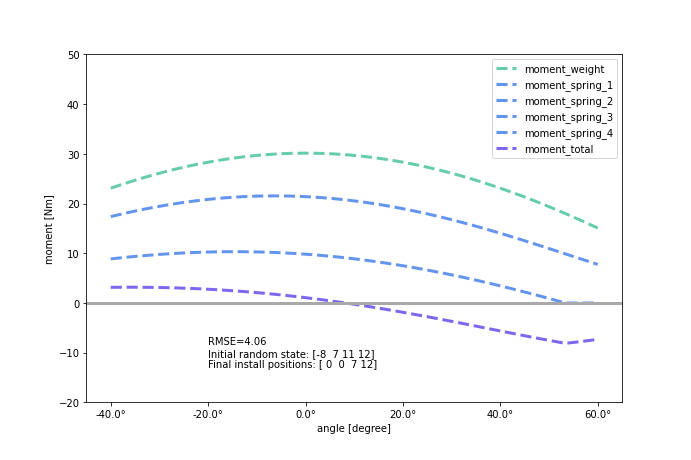 50
40
30
20
10
0
−10
−20
moment [Nm]
moment_weight
moment_spring_1
moment_spring_2
moment_spring_3
moment_spring_4
moment_total
RMSE=4.06
Initial random state: [-8  7 11 12]
Final install positions: [ 0  0  7 12]
-40.0° -20.0° 0.0° 20.0° 40.0° 60.0°
angle [degree]